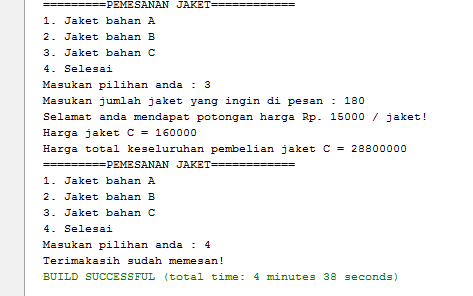 =========PEMESANAN JAKET============
1. Jaket bahan A
2. Jaket bahan B
3. Jaket bahan C
4. Selesai
Masukan pilihan anda : 3
Masukan jumlah jaket yang ingin di pesan : 180
Selamat anda mendapat potongan harga Rp. 15000 / jaket!
Harga jaket C = 160000
Harga total keseluruhan pembelian jaket C = 28800000
=========PEMESANAN JAKET============
1. Jaket bahan A
2. Jaket bahan B
3. Jaket bahan C
4. Selesai
Masukan pilihan anda : 4
Terimakasih sudah memesan!
BUILD SUCCESSFUL (total time: 4 minutes 38 seconds)